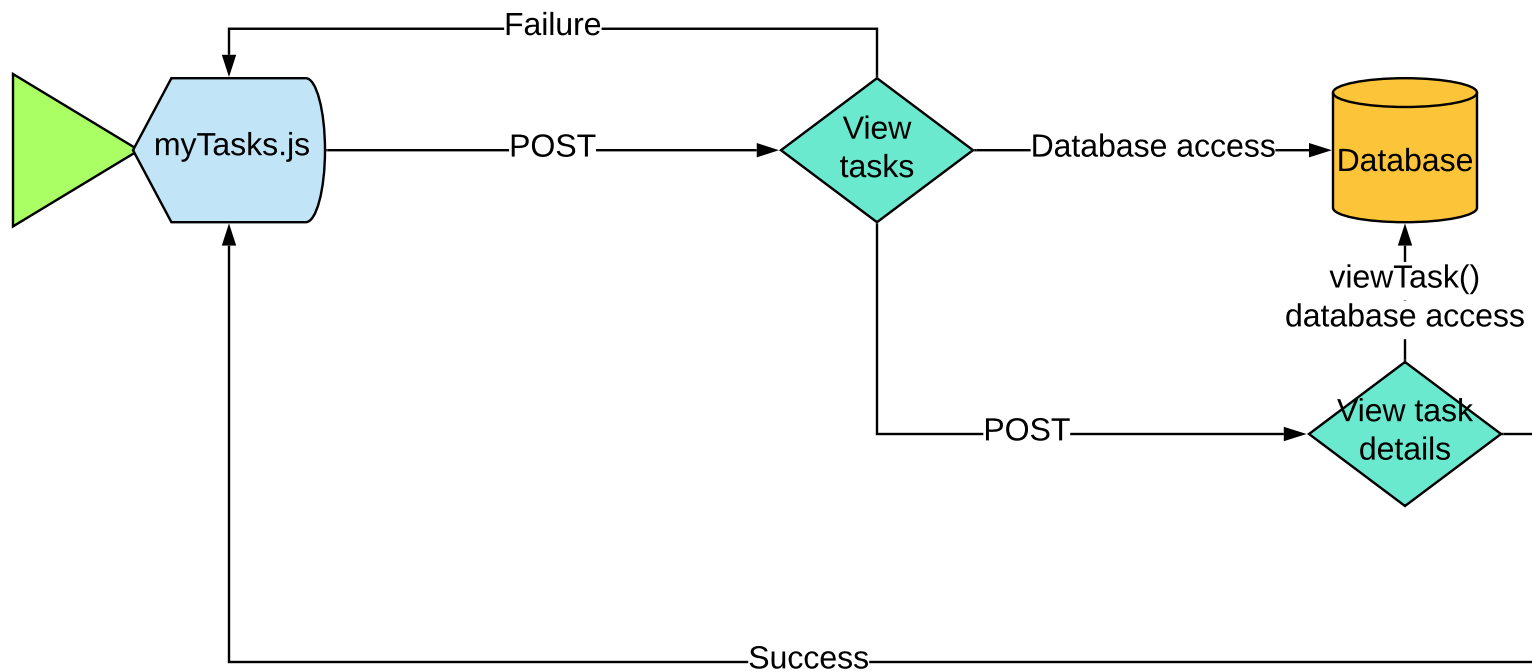 Failure
myTasks.js
POST
View
tasks
Database access
Database
viewTask()
database access
POST
View task
details
Success